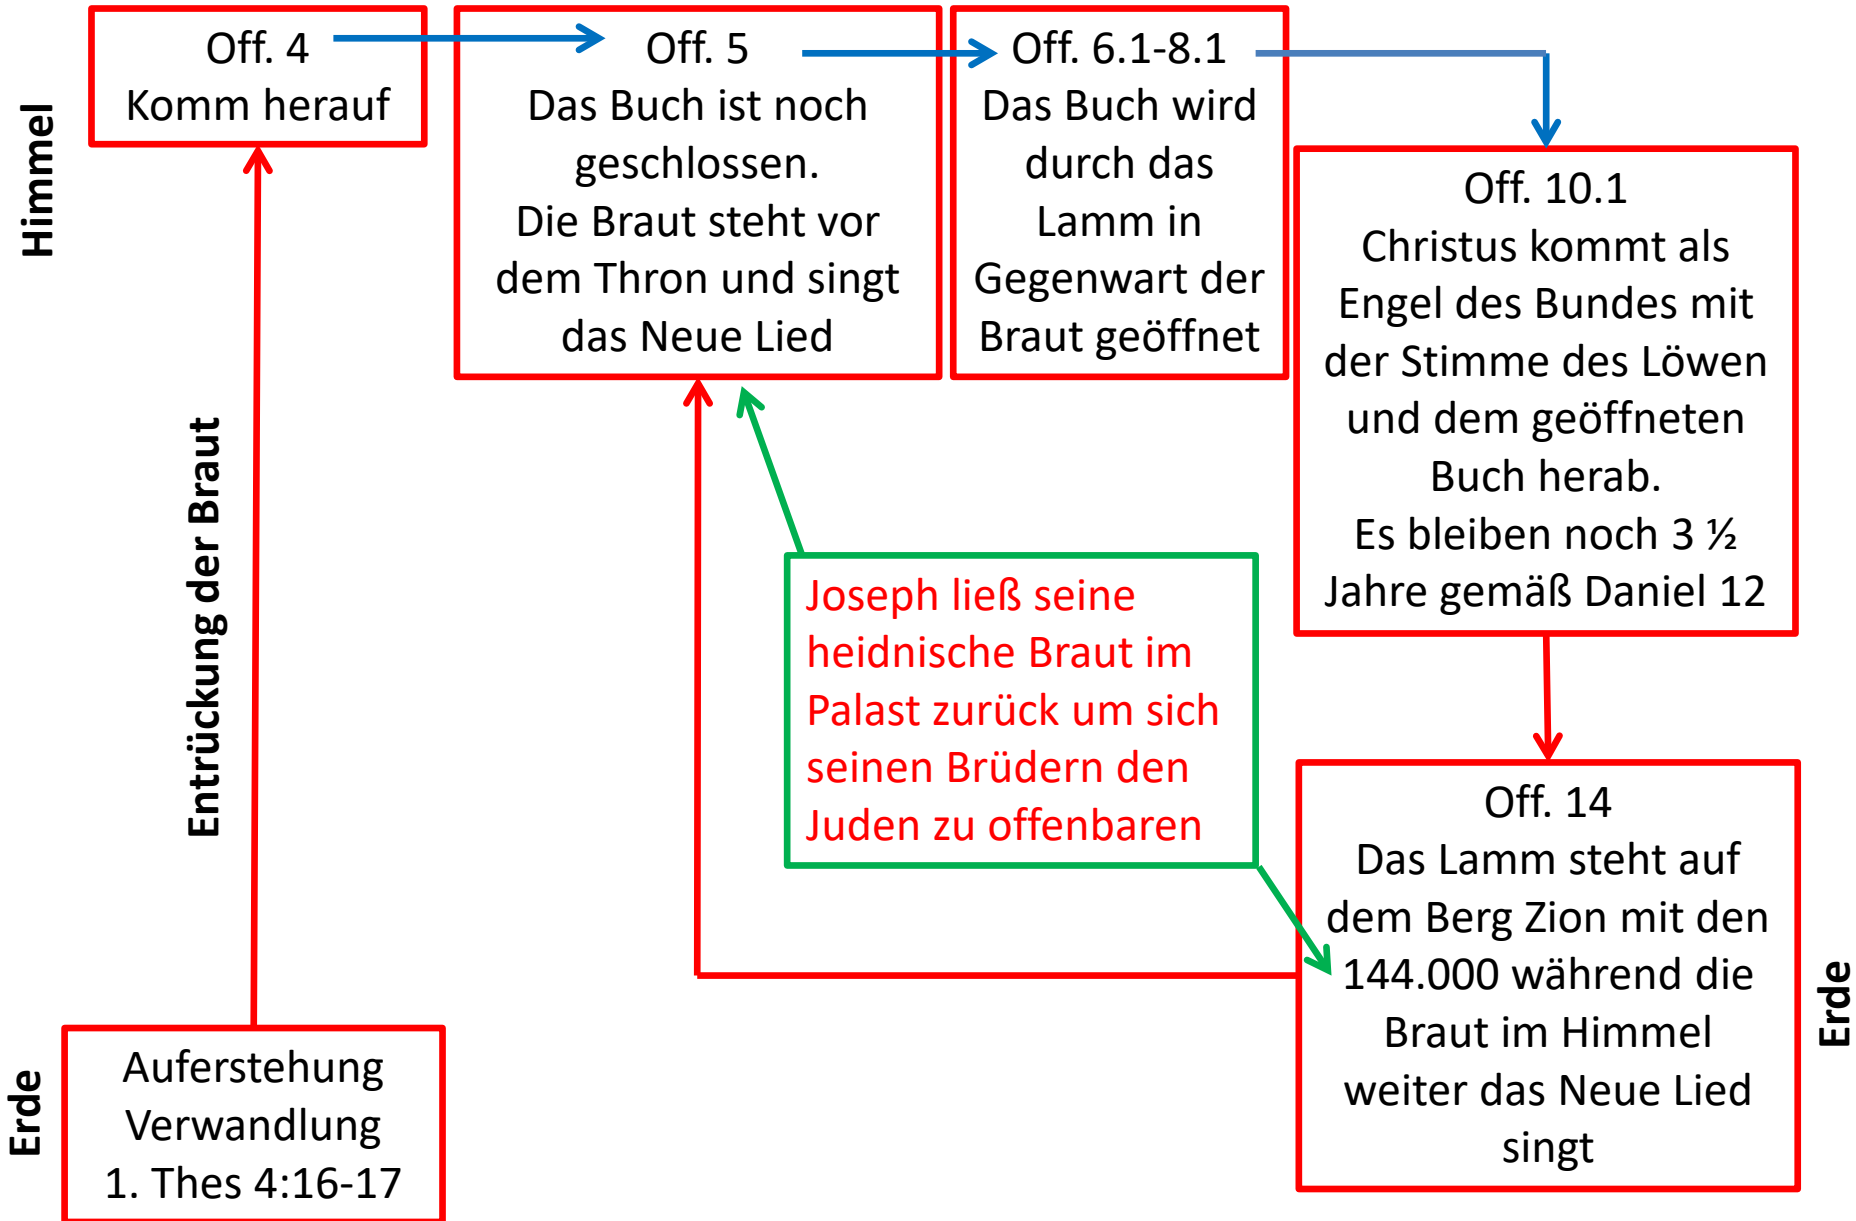 Himmel
Off. 4
Komm herauf
Off. 5
Das Buch ist noch
geschlossen.
Die Braut steht vor
dem Thron und singt
das Neue Lied
Off. 6.1-8.1
Das Buch wird
durch das
Lamm in
Gegenwart der
Braut geöffnet
Off. 10.1
Christus kommt als
Engel des Bundes mit
der Stimme des Löwen
und dem geöffneten
Buch herab.
Es bleiben noch 3 ½
Jahre gemäß Daniel 12
Entrückung der Braut
Joseph ließ seine
heidnische Braut im
Palast zurück um sich
seinen Brüdern den
Juden zu offenbaren
Off. 14
Das Lamm steht auf
dem Berg Zion mit den
144.000 während die
Braut im Himmel
weiter das Neue Lied
singt
Erde
Erde
Auferstehung
Verwandlung
1. Thes 4:16-17